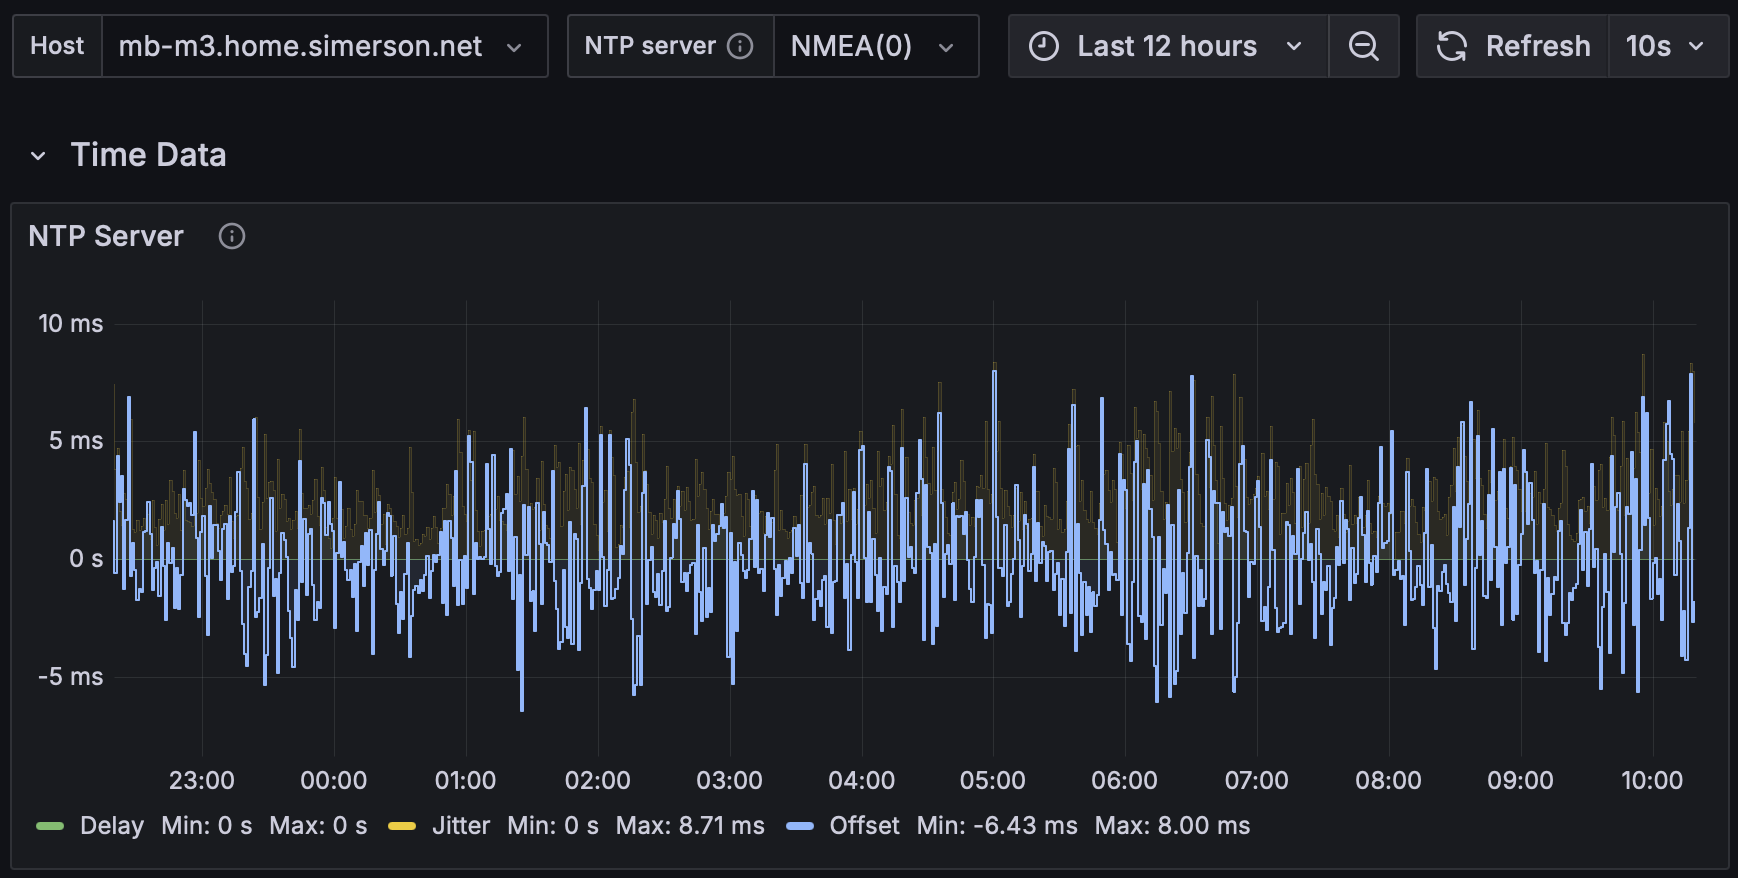 Host mb-m3.home.simerson.net NTP server NMEA(0) Last 12 hours Refresh 10s
Time Data
NTP Server
10 ms
5 ms
0 s
-5 ms
23:00 00:00 01:00 02:00 03:00 04:00 05:00 06:00 07:00 08:00 09:00 10:00
Delay Min: 0 s Max: 0 s Jitter Min: 0 s Max: 8.71 ms Offset Min: -6.43 ms Max: 8.00 ms